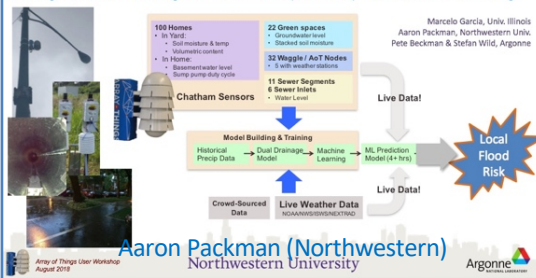 Marcelo Garcia, Univ. Illinois
Aaron Packman, Northwestern Univ.
Pete Beckman & Stefan Wild, Argonne
100 Homes
• In Yard:
• Soil moisture & temp
• Volumetric content
• In Home:
• Basement water level
• Sump pump duty cycle
22 Green spaces
• Groundwater level
• Stacked soil moisture
32 Waggle / AoT Nodes
• 5 with weather stations
11 Sewer Segments
6 Sewer Inlets
• Water Level
Chatham Sensors
ARRAY THINGS
Live Data!
Model Building & Training
Historical
Precip Data
Dual Drainage
Model
Machine
Learning
ML Prediction
Model (4+ hrs)
Local
Flood
Risk
Live Data!
Crowd-Sourced
Data
Live Weather Data
NOAA/NWS/ISWS/NEXTRAD
Aaron Packman (Northwestern)
Array of Things User Workshop
August 2018
Northwestern University
Argonne
NATIONAL LABORATORY